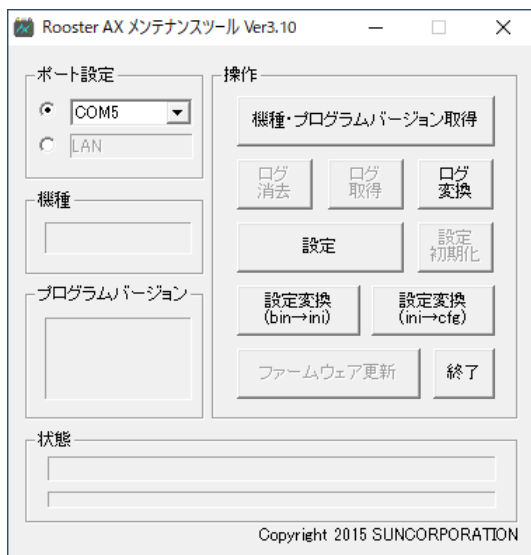 Rooster AX メンテナンスツール Ver3.10
ポート設定
COM5
LAN
機種
プログラムバージョン
操作
機種・プログラムバージョン取得
ログ
消去
ログ
取得
ログ
変換
設定
設定
初期化
設定変換
(bin→ini)
設定変換
(ini→cfg)
ファームウェア更新
終了
状態
Copyright 2015 SUNCORPORATION